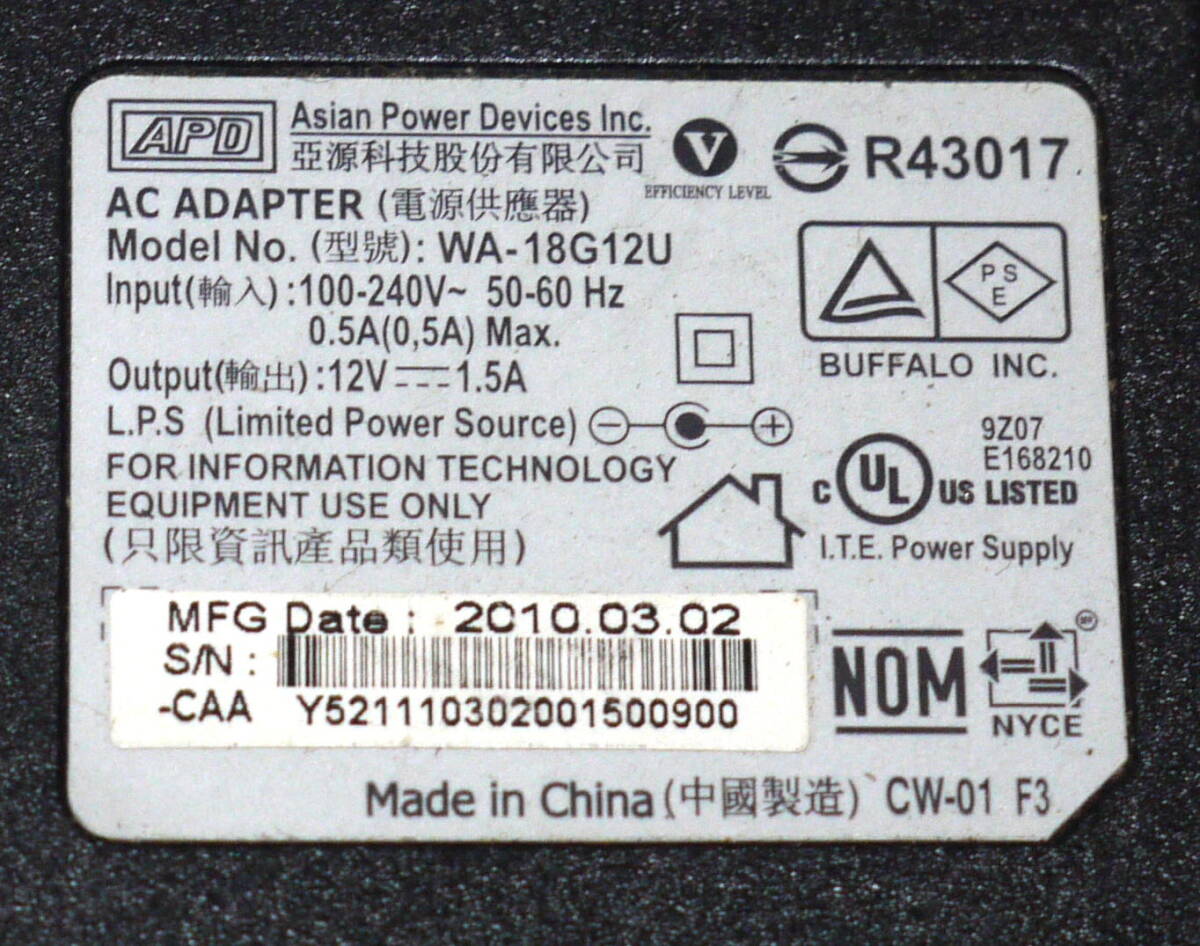 APD Asian Power Devices Inc.
亞源科技股份有限公司
V
EFFICIENCY LEVEL
R43017
AC ADAPTER (電源供應器)
Model No. (型號): WA-18G12U
Input(輸入):100-240V~ 50-60 Hz
0.5A(0,5A) Max.
Output(輸出):12V⎓1.5A
L.P.S (Limited Power Source)
FOR INFORMATION TECHNOLOGY
EQUIPMENT USE ONLY
(只限資訊產品類使用)
P S
E
BUFFALO INC.
9Z07
E168210
C UL US LISTED
I.T.E. Power Supply
MFG Date : 2010.03.02
S/N :
-CAA Y521110302001500900
NOM
NYCE
Made in China(中國製造) CW-01 F3